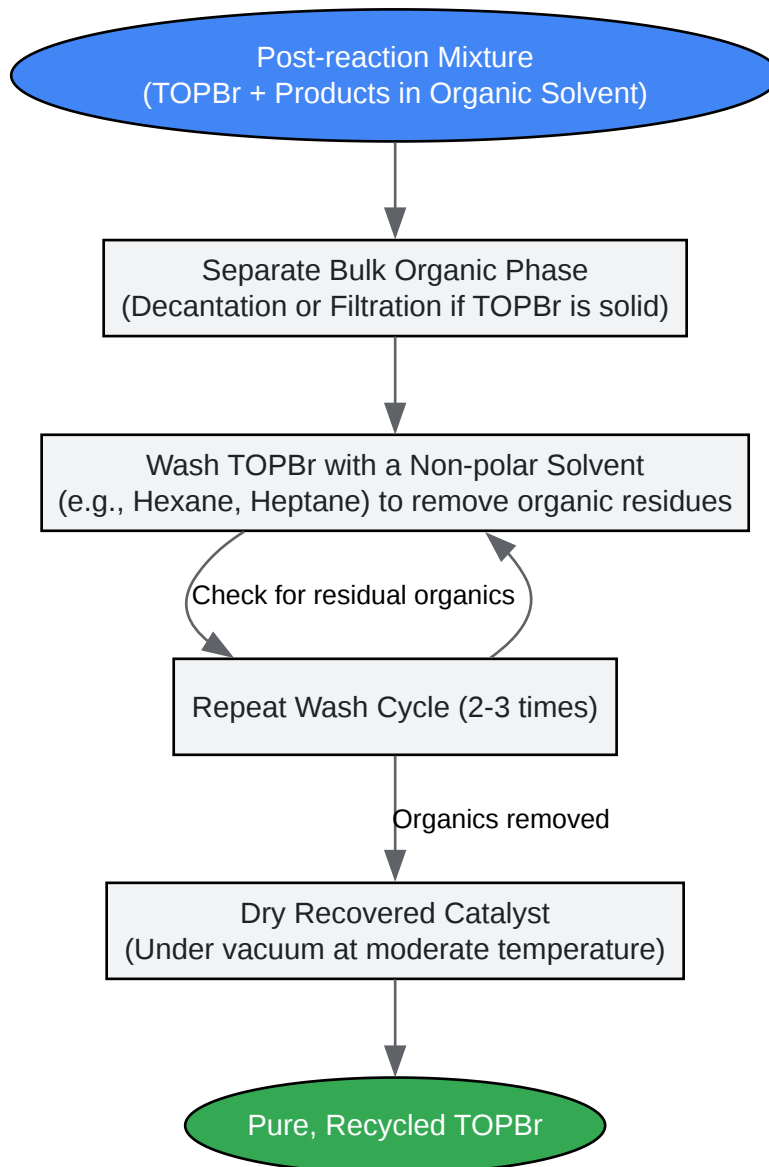 Post-reaction Mixture
(TOPBr + Products in Organic Solvent)
Separate Bulk Organic Phase
(Decantation or Filtration if TOPBr is solid)
Wash TOPBr with a Non-polar Solvent
(e.g., Hexane, Heptane) to remove organic residues
Check for residual organics
Repeat Wash Cycle (2-3 times)
Organics removed
Dry Recovered Catalyst
(Under vacuum at moderate temperature)
Pure, Recycled TOPBr